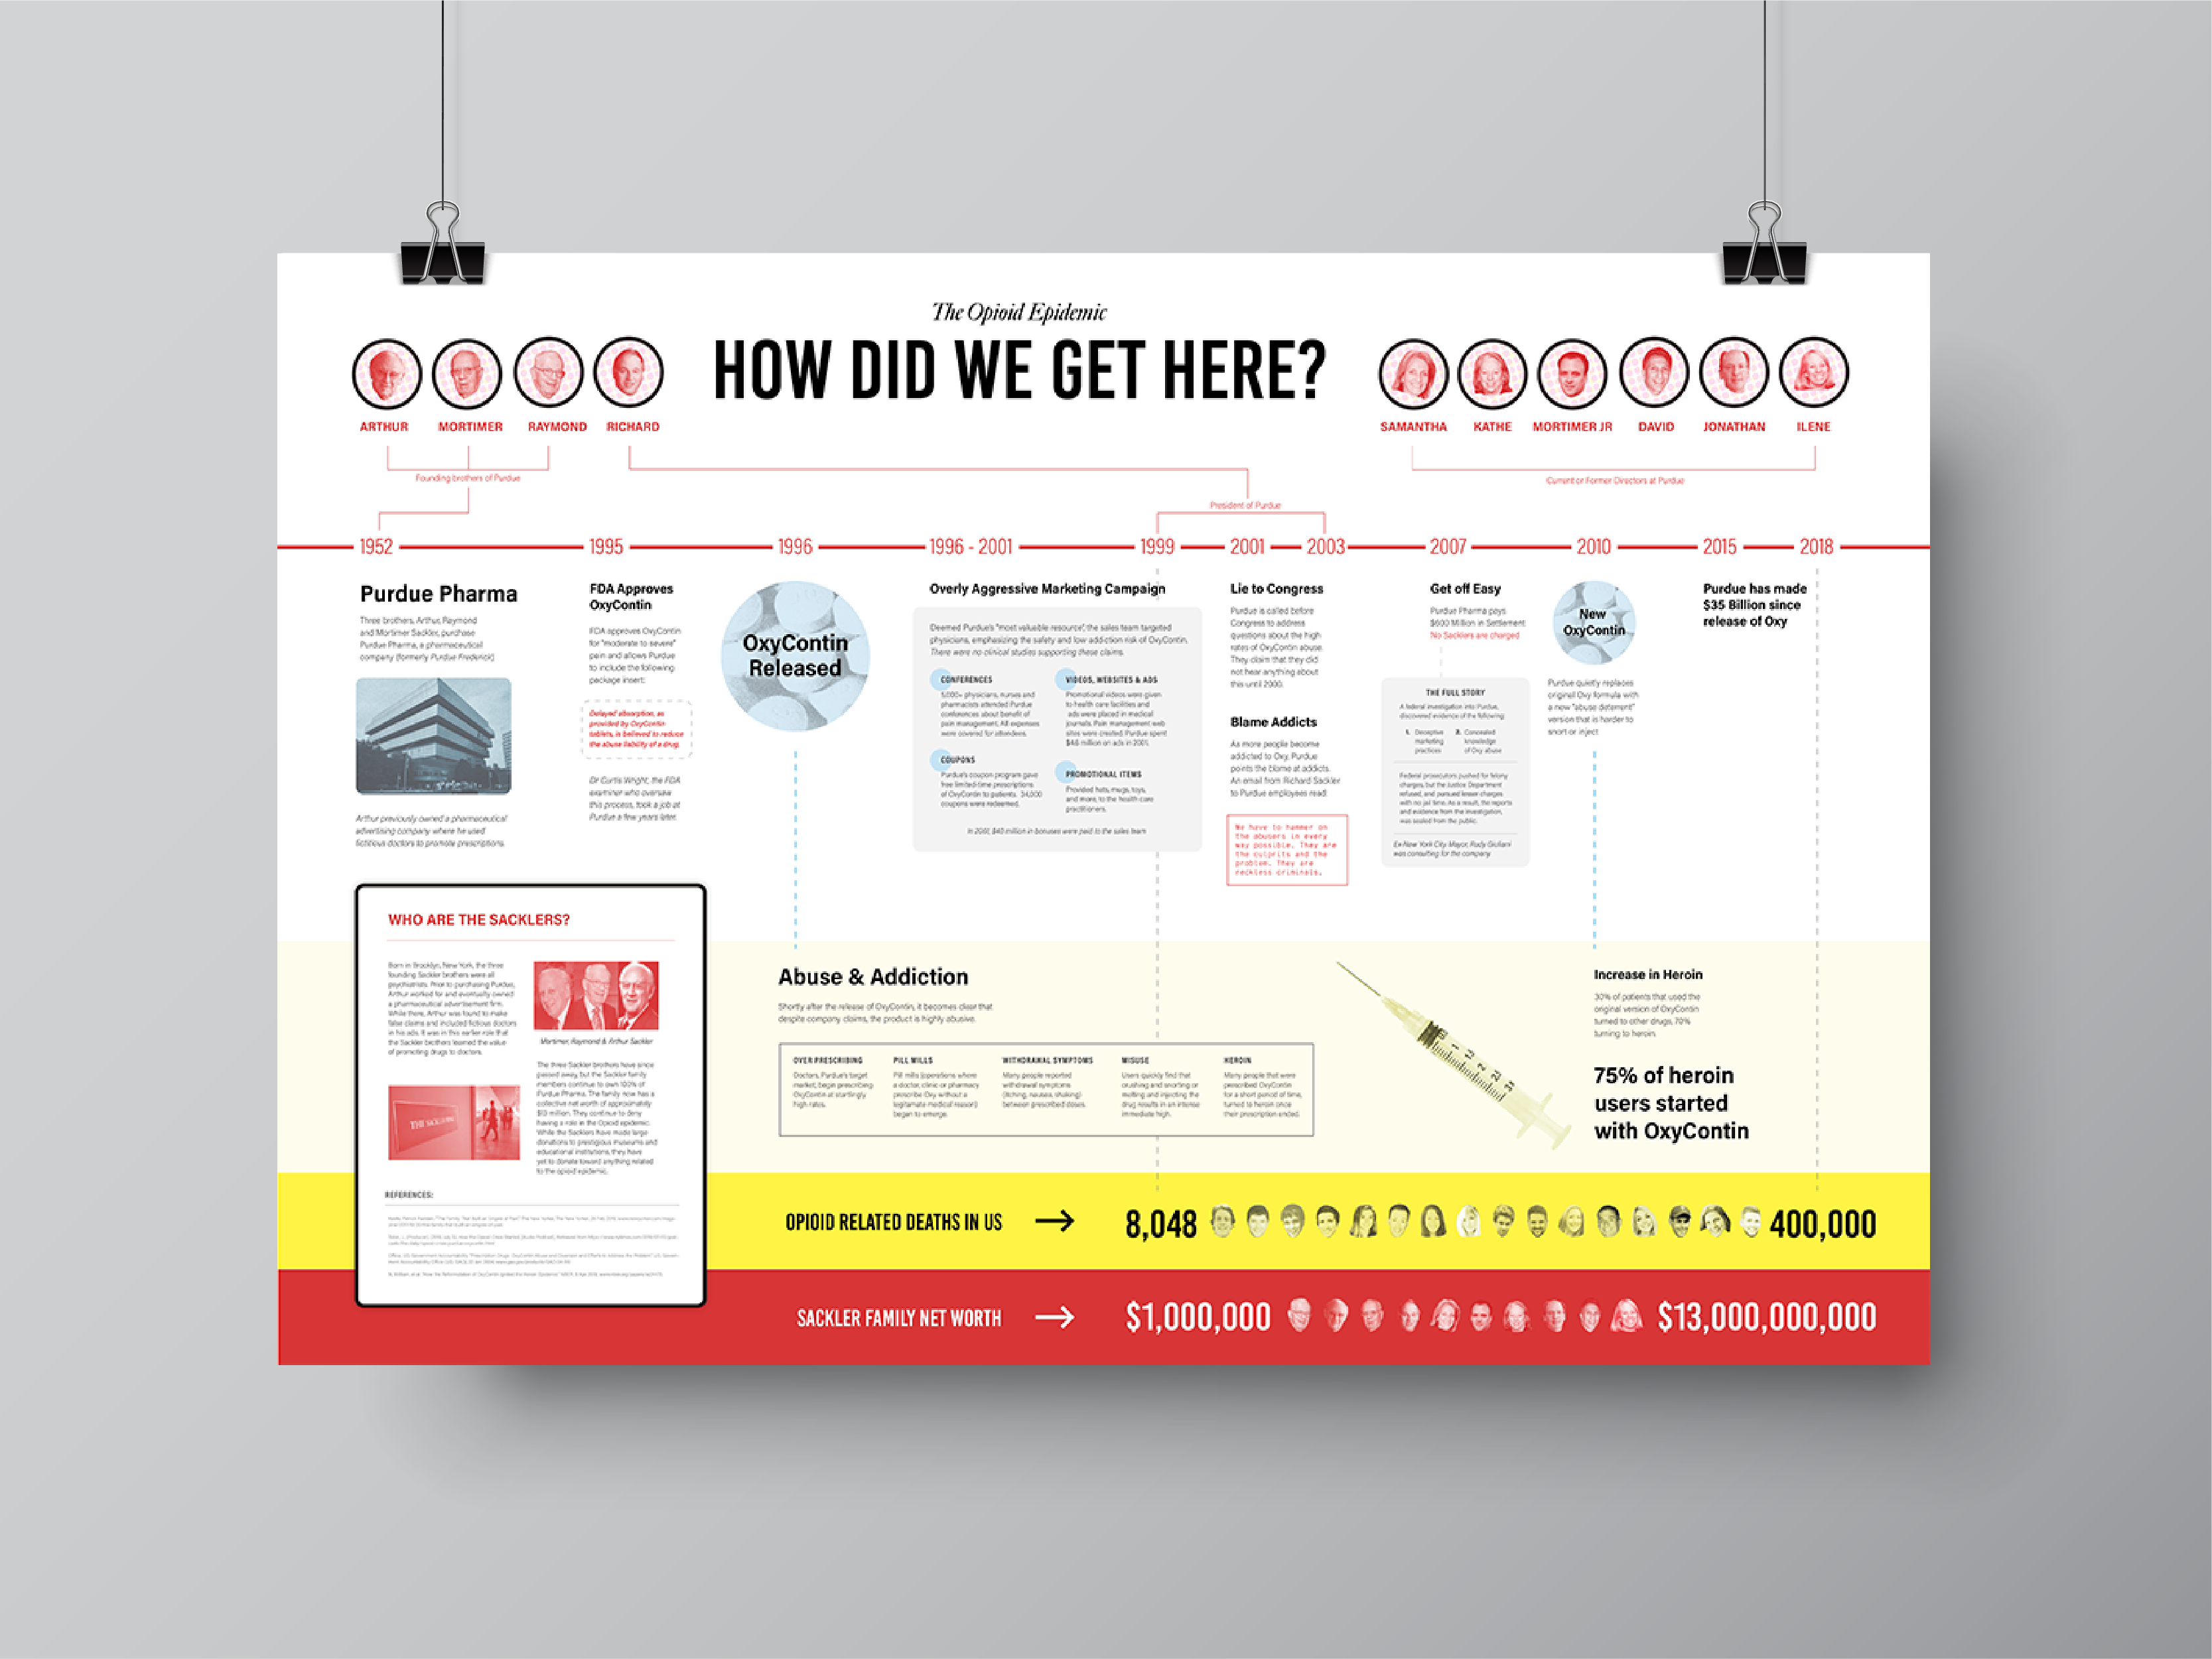 The Opioid Epidemic
HOW DID WE GET HERE?
ARTHUR
MORTIMER
RAYMOND
RICHARD
SAMANTHA
KATHE
MORTIMER JR
DAVID
JONATHAN
ILENE
Founding brothers of Purdue
President of Purdue
Current or Former Directors at Purdue
1952
1995
1996
1996 - 2001
1999
2001
2003
2007
2010
2015
2018
Purdue Pharma
Three brothers, Arthur, Raymond
and Mortimer Sackler, purchase
Purdue Pharma, a pharmaceutical
company (formerly Purdue Frederick)
Arthur previously owned a pharmaceutical
advertising company where he used
fictitious doctors to promote prescriptions.
FDA Approves
OxyContin
FDA approves OxyContin
for "moderate to severe"
pain and allows Purdue
to include the following
package insert:
Delayed absorption, as
provided by OxyContin
tablets, is believed to reduce
the abuse liability of a drug.
Dr Curtis Wright, the FDA
examiner who oversaw
this process, took a job at
Purdue a few years later.
OxyContin
Released
Overly Aggressive Marketing Campaign
Deemed Purdue's "most valuable resource", the sales team targeted
physicians, emphasizing the safety and low addiction risk of OxyContin.
There were no clinical studies supporting these claims.
CONFERENCES
5,000+ physicians, nurses and
pharmacists attended Purdue
conferences about benefit of
pain management. All expenses
were covered for attendees.
COUPONS
Purdue's coupon program gave
free limited-time prescriptions
of OxyContin to patients. 34,000
coupons were redeemed.
VIDEOS, WEBSITES & ADS
Promotional videos were given
to health care facilities and
ads were placed in medical
journals. Pain management web
sites were created. Purdue spent
$4.6 million on ads in 2001.
PROMOTIONAL ITEMS
Provided hats, mugs, toys,
and more, to the health care
practitioners.
In 2001, $40 million in bonuses were paid to the sales team
Lie to Congress
Purdue is called before
Congress to address
questions about the high
rates of OxyContin abuse.
They claim that they did
not hear anything about
this until 2000.
Blame Addicts
As more people become
addicted to Oxy, Purdue
points the blame at addicts.
An email from Richard Sackler
to Purdue employees read:
We have to hammer on
the abusers in every
way possible. They are
the culprits and the
problem. They are
reckless criminals.
Get off Easy
Purdue Pharma pays
$600 Million in Settlement
No Sacklers are charged
THE FULL STORY
A federal investigation into Purdue,
discovered evidence of the following:
1. Deceptive
marketing
practices
2. Concealed
knowledge
of Oxy abuse
Federal prosecutors pushed for felony
charges, but the Justice Department
refused, and pursued lesser charges
with no jail time. As a result, the reports
and evidence from the investigation,
was sealed from the public.
Ex-New York City Mayor, Rudy Giuliani
was consulting for the company
New
OxyContin
Purdue quietly replaces
original Oxy formula with
a new "abuse deterrent"
version that is harder to
snort or inject
Purdue has made
$35 Billion since
release of Oxy
WHO ARE THE SACKLERS?
Born in Brooklyn, New York, the three
founding Sackler brothers were all
psychiatrists. Prior to purchasing Purdue,
Arthur worked for and eventually owned
a pharmaceutical advertisement firm.
While there, Arthur was found to make
false claims and included fictious doctors
in his ads. It was in this earlier role that
the Sackler brothers learned the value
of promoting drugs to doctors.
Mortimer, Raymond & Arthur Sackler
The three Sackler brothers have since
passed away, but the Sackler family
members continue to own 100% of
Purdue Pharma. The family now has a
collective net worth of approximately
$13 million. They continue to deny
having a role in the Opioid epidemic.
While the Sacklers have made large
donations to prestigious museums and
educational institutions, they have
yet to donate toward anything related
to the opioid epidemic.
REFERENCES:
Abuse & Addiction
Shortly after the release of OxyContin, it becomes clear that
despite company claims, the product is highly abusive.
OVER PRESCRIBING
Doctors, Purdue's target
market, begin prescribing
OxyContin at startlingly
high rates.
PILL MILLS
Pill mills (operations where
a doctor, clinic or pharmacy
prescribe Oxy without a
legitamate medical reason)
began to emerge.
WITHDRAWAL SYMPTOMS
Many people reported
withdrawal symptoms
(itching, nausea, shaking)
between prescribed doses.
MISUSE
Users quickly find that
crushing and snorting or
melting and injecting the
drug results in an intense
immediate high.
HEROIN
Many people that were
prescribed OxyContin
for a short period of time,
turned to heroin once
their prescription ended.
Increase in Heroin
30% of patients that used the
original version of OxyContin
turned to other drugs, 70%
turning to heroin.
75% of heroin
users started
with OxyContin
OPIOID RELATED DEATHS IN US
8,048
400,000
SACKLER FAMILY NET WORTH
$1,000,000
$13,000,000,000